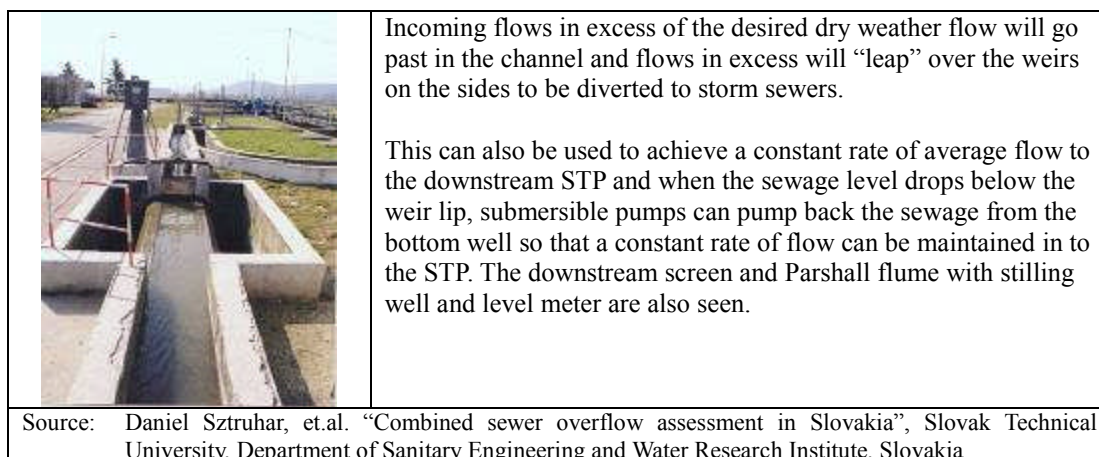 Incoming flows in excess of the desired dry weather flow will go
past in the channel and flows in excess will “leap” over the weirs
on the sides to be diverted to storm sewers.
This can also be used to achieve a constant rate of average flow to
the downstream STP and when the sewage level drops below the
weir lip, submersible pumps can pump back the sewage from the
bottom well so that a constant rate of flow can be maintained in to
the STP. The downstream screen and Parshall flume with stilling
well and level meter are also seen.
Source: Daniel Sztruhar, et.al. “Combined sewer overflow assessment in Slovakia”, Slovak Technical
University, Department of Sanitary Engineering and Water Research Institute, Slovakia